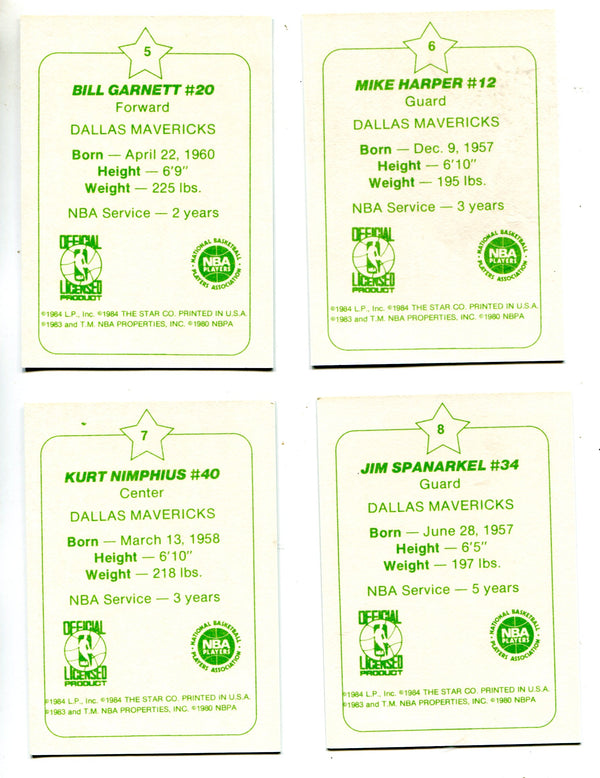 5
BILL GARNETT #20
Forward
DALLAS MAVERICKS
Born — April 22, 1960
Height — 6'9"
Weight — 225 lbs.
NBA Service — 2 years
OFFICIAL
LICENSED
PRODUCT
NATIONAL BASKETBALL
NBA
PLAYERS
PLAYERS ASSOCIATION
©1984 L.P., Inc. ©1984 THE STAR CO. PRINTED IN U.S.A.
©1983 and T.M. NBA PROPERTIES, INC. ©1980 NBPA
6
MIKE HARPER #12
Guard
DALLAS MAVERICKS
Born — Dec. 9, 1957
Height — 6'10"
Weight — 195 lbs.
NBA Service — 3 years
OFFICIAL
LICENSED
PRODUCT
NATIONAL BASKETBALL
NBA
PLAYERS
PLAYERS ASSOCIATION
©1984 L.P., Inc. ©1984 THE STAR CO. PRINTED IN U.S.A.
©1983 and T.M. NBA PROPERTIES, INC. ©1980 NBPA
7
KURT NIMPHIUS #40
Center
DALLAS MAVERICKS
Born — March 13, 1958
Height — 6'10"
Weight — 218 lbs.
NBA Service — 3 years
OFFICIAL
LICENSED
PRODUCT
NATIONAL BASKETBALL
NBA
PLAYERS
PLAYERS ASSOCIATION
©1984 L.P., Inc. ©1984 THE STAR CO. PRINTED IN U.S.A.
©1983 and T.M. NBA PROPERTIES, INC. ©1980 NBPA
8
JIM SPANARKEL #34
Guard
DALLAS MAVERICKS
Born — June 28, 1957
Height — 6'5"
Weight — 197 lbs.
NBA Service — 5 years
OFFICIAL
LICENSED
PRODUCT
NATIONAL BASKETBALL
NBA
PLAYERS
PLAYERS ASSOCIATION
©1984 L.P., Inc. ©1984 THE STAR CO. PRINTED IN U.S.A.
©1983 and T.M. NBA PROPERTIES, INC. ©1980 NBPA